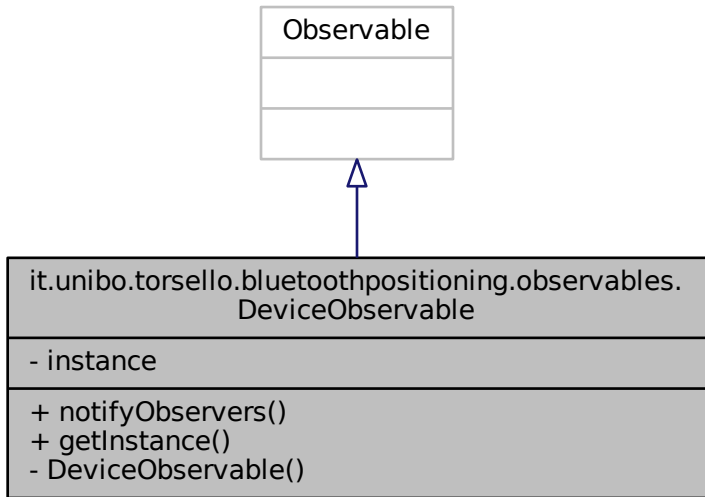 Observable
it.unibo.torsello.bluetoothpositioning.observables.
DeviceObservable
- instance
+ notifyObservers()
+ getInstance()
- DeviceObservable()